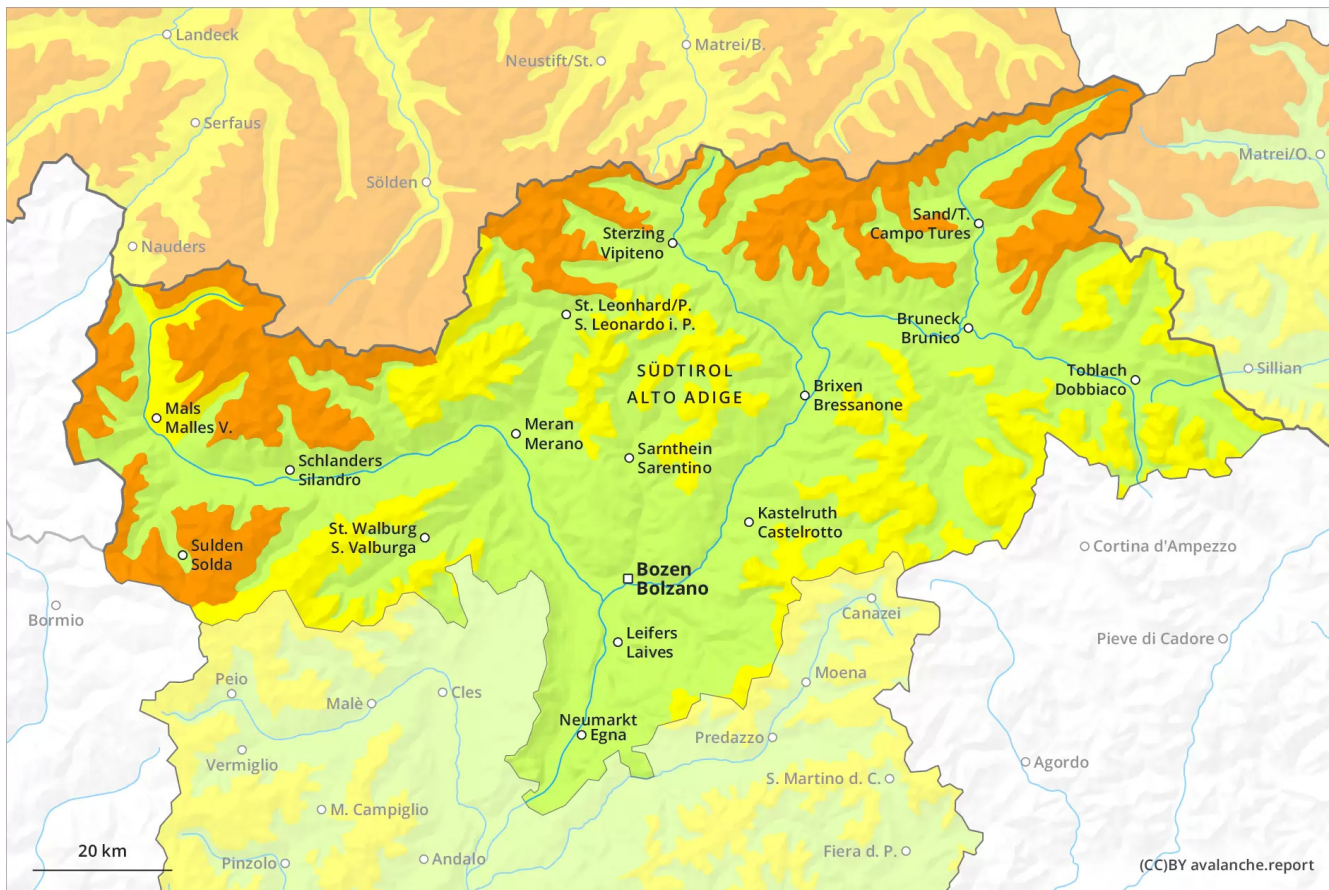 Landeck
Matrei/B.
Neustift/St.
Serfaus
Matrei/O.
Sölden
Sand/T.
Campo Tures
Sterzing
Vipiteno
Nauders
St. Leonhard/P.
S. Leonardo i. P.
Bruneck
Brunico
SÜDTIROL
ALTO ADIGE
Toblach
Dobbiaco
Sillian
Brixen
Bressanone
Mals
Malles V.
Meran
Merano
Sarnthein
Sarentino
Schlanders
Silandro
Kastelruth
Castelrotto
St. Walburg
S. Valburga
Sulden
Solda
Cortina d'Ampezzo
Bozen
Bolzano
Bormio
Canazei
Leifers
Laives
Pieve di Cadore
Peio
Malè
Cles
Moena
Neumarkt
Egna
Predazzo
Vermiglio
Agordo
S. Martino d. C.
M. Campiglio
20 km
Pinzolo
Andalo
Fiera d. P.
(CC)BY avalanche.report